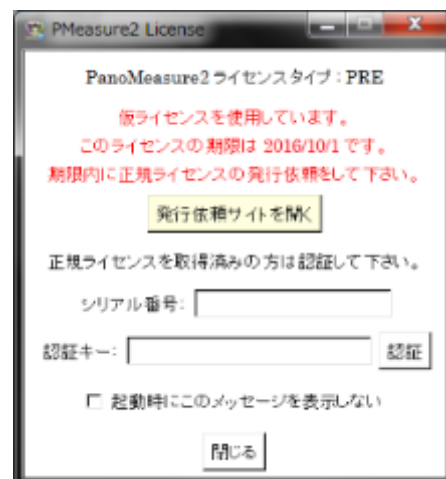 PMeasure2 License
PanoMeasure2 ライセンスタイプ：PRE
仮ライセンスを使用しています。
このライセンスの期限は 2016/10/1 です。
期限内に正規ライセンスの発行依頼をして下さい。
発行依頼サイトを開く
正規ライセンスを取得済みの方は認証して下さい。
シリアル番号：
認証キー：
認証
起動時にこのメッセージを表示しない
閉じる